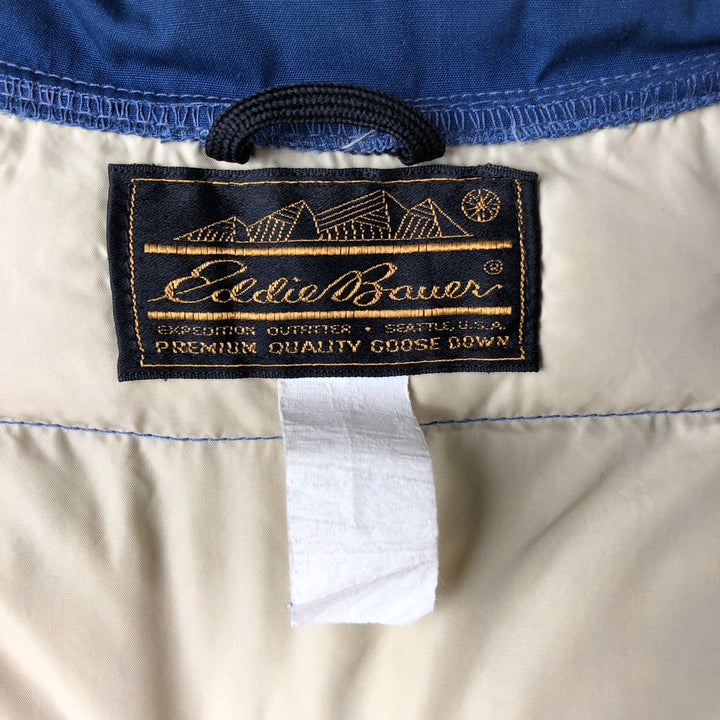 Eddie Bauer®
EXPEDITION OUTFITTER • SEATTLE, U.S.A.
PREMIUM QUALITY GOOSE DOWN